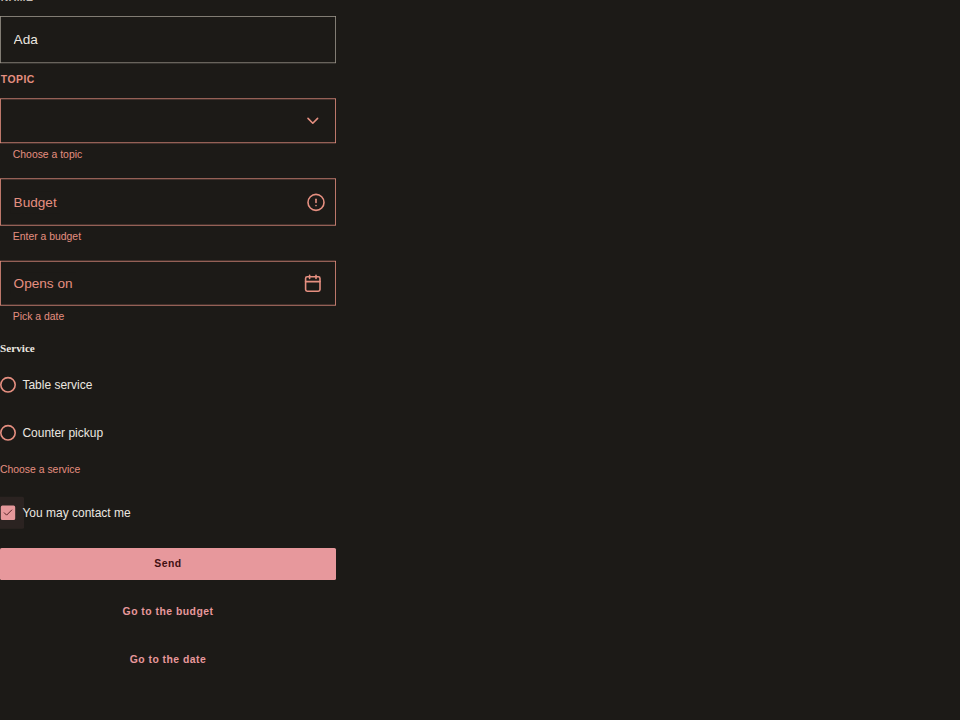 Ada
TOPIC
Choose a topic
Budget
Enter a budget
Opens on
Pick a date
Service
Table service
Counter pickup
Choose a service
You may contact me
Send
Go to the budget
Go to the date